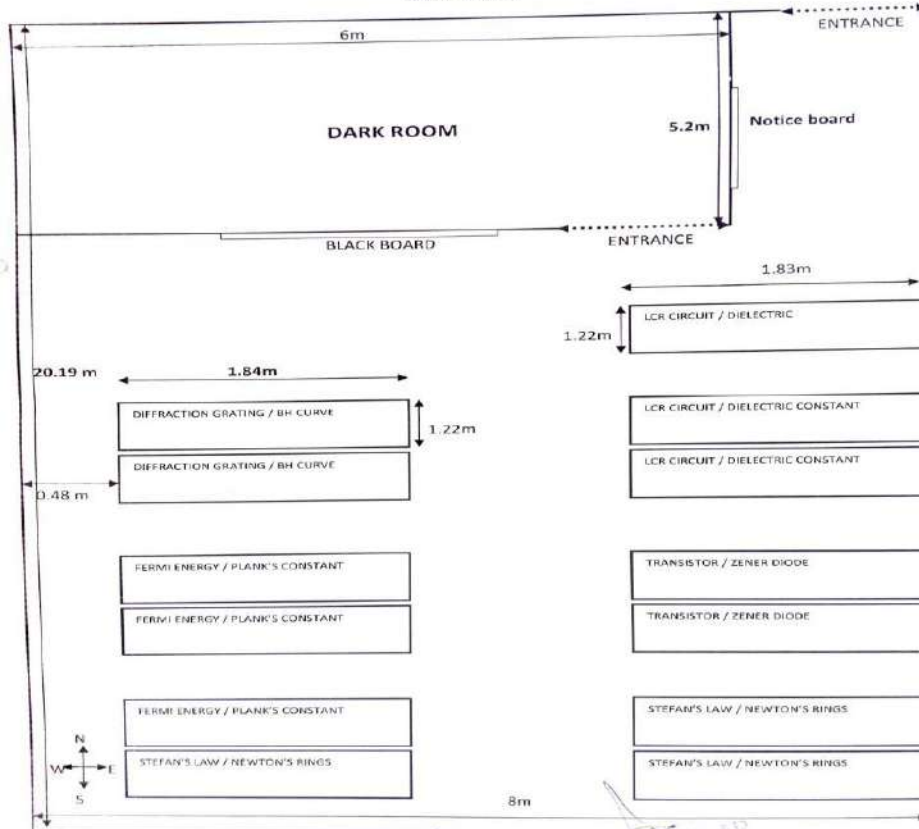 ENTRANCE
6m
DARK ROOM
5.2m
Notice board
BLACK BOARD
ENTRANCE
1.83m
LCR CIRCUIT / DIELECTRIC
1.22m
20.19 m
1.84m
DIFFRACTION GRATING / BH CURVE
1.22m
LCR CIRCUIT / DIELECTRIC CONSTANT
DIFFRACTION GRATING / BH CURVE
LCR CIRCUIT / DIELECTRIC CONSTANT
0.48 m
FERMI ENERGY / PLANK'S CONSTANT
TRANSISTOR / ZENER DIODE
FERMI ENERGY / PLANK'S CONSTANT
TRANSISTOR / ZENER DIODE
FERMI ENERGY / PLANK'S CONSTANT
STEFAN'S LAW / NEWTON'S RINGS
N
W E
S
STEFAN'S LAW / NEWTON'S RINGS
STEFAN'S LAW / NEWTON'S RINGS
8m